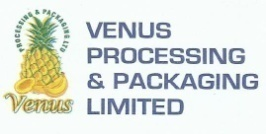 PROCESSING & PACKAGING LTD
Venus
VENUS
PROCESSING
& PACKAGING
LIMITED